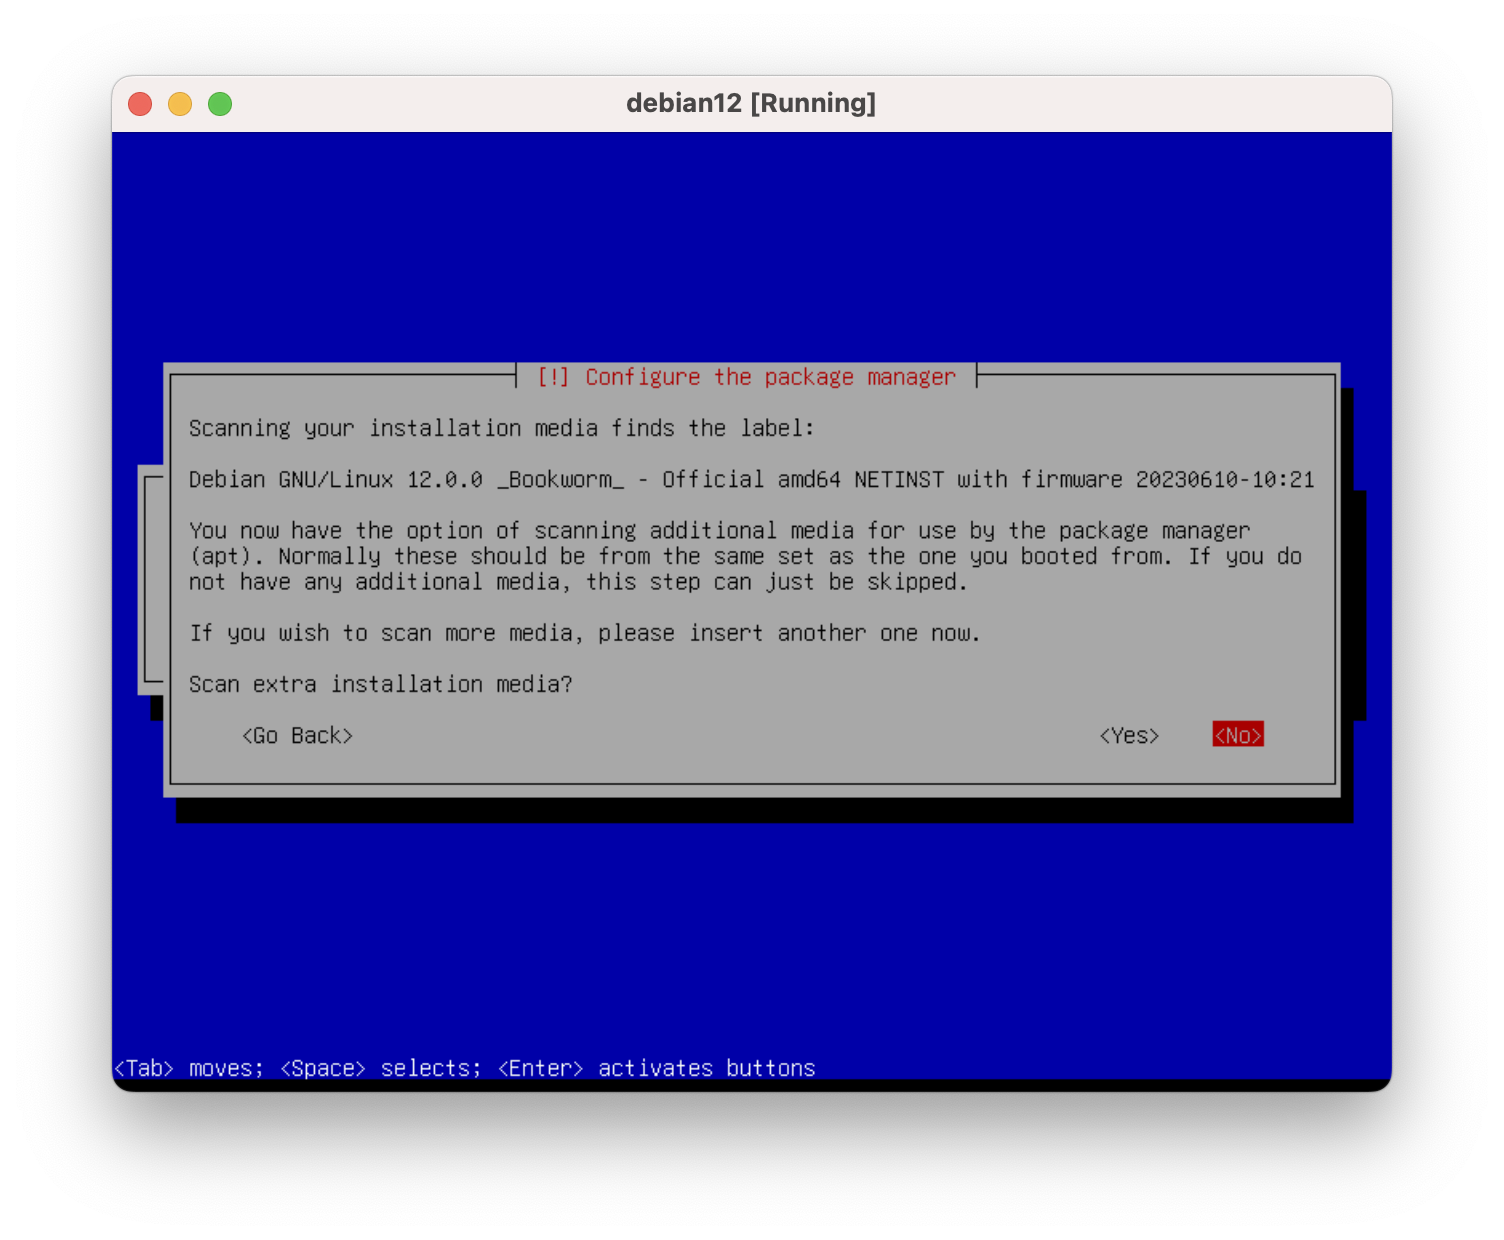 debian12 [Running]
[!] Configure the package manager
Scanning your installation media finds the label:
Debian GNU/Linux 12.0.0 _Bookworm_ - Official amd64 NETINST with firmware 20230610-10:21
You now have the option of scanning additional media for use by the package manager
(apt). Normally these should be from the same set as the one you booted from. If you do
not have any additional media, this step can just be skipped.
If you wish to scan more media, please insert another one now.
Scan extra installation media?
<Go Back> <Yes> <No>
<Tab> moves; <Space> selects; <Enter> activates buttons